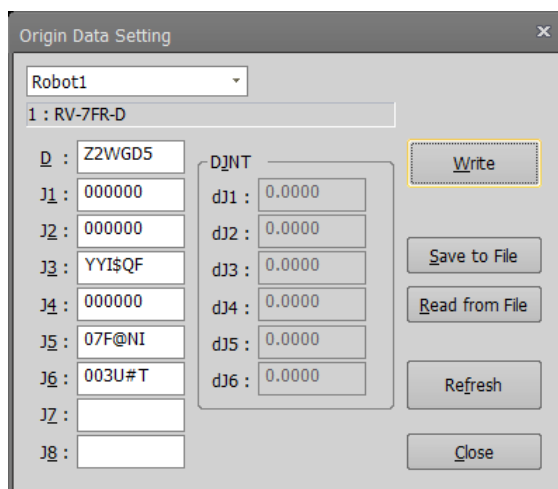 Origin Data Setting
Robot1
1 : RV-7FR-D
D : Z2WGD5
J1 : 000000
J2 : 000000
J3 : YYI$QF
J4 : 000000
J5 : 07F@NI
J6 : 003U#T
J7 :
J8 :
DJNT
dJ1 : 0.0000
dJ2 : 0.0000
dJ3 : 0.0000
dJ4 : 0.0000
dJ5 : 0.0000
dJ6 : 0.0000
Write
Save to File
Read from File
Refresh
Close